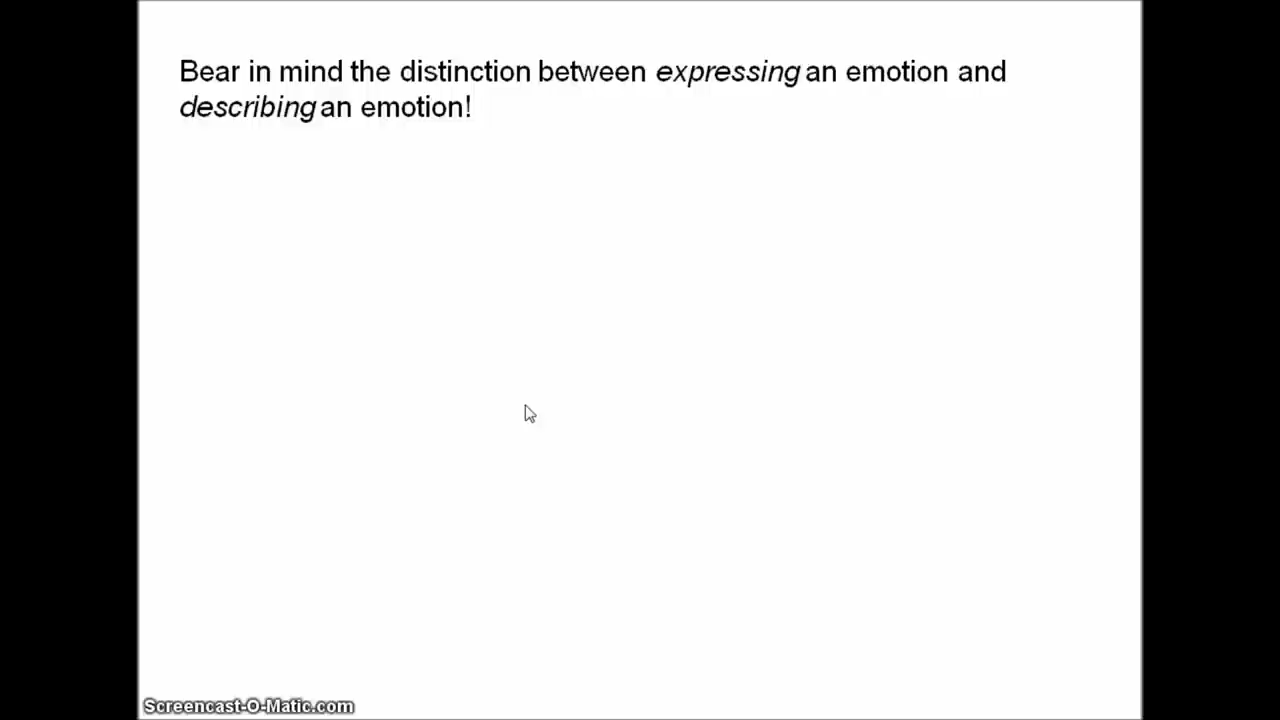 Bear in mind the distinction between expressing an emotion and
describing an emotion!
Screencast-O-Matic.com